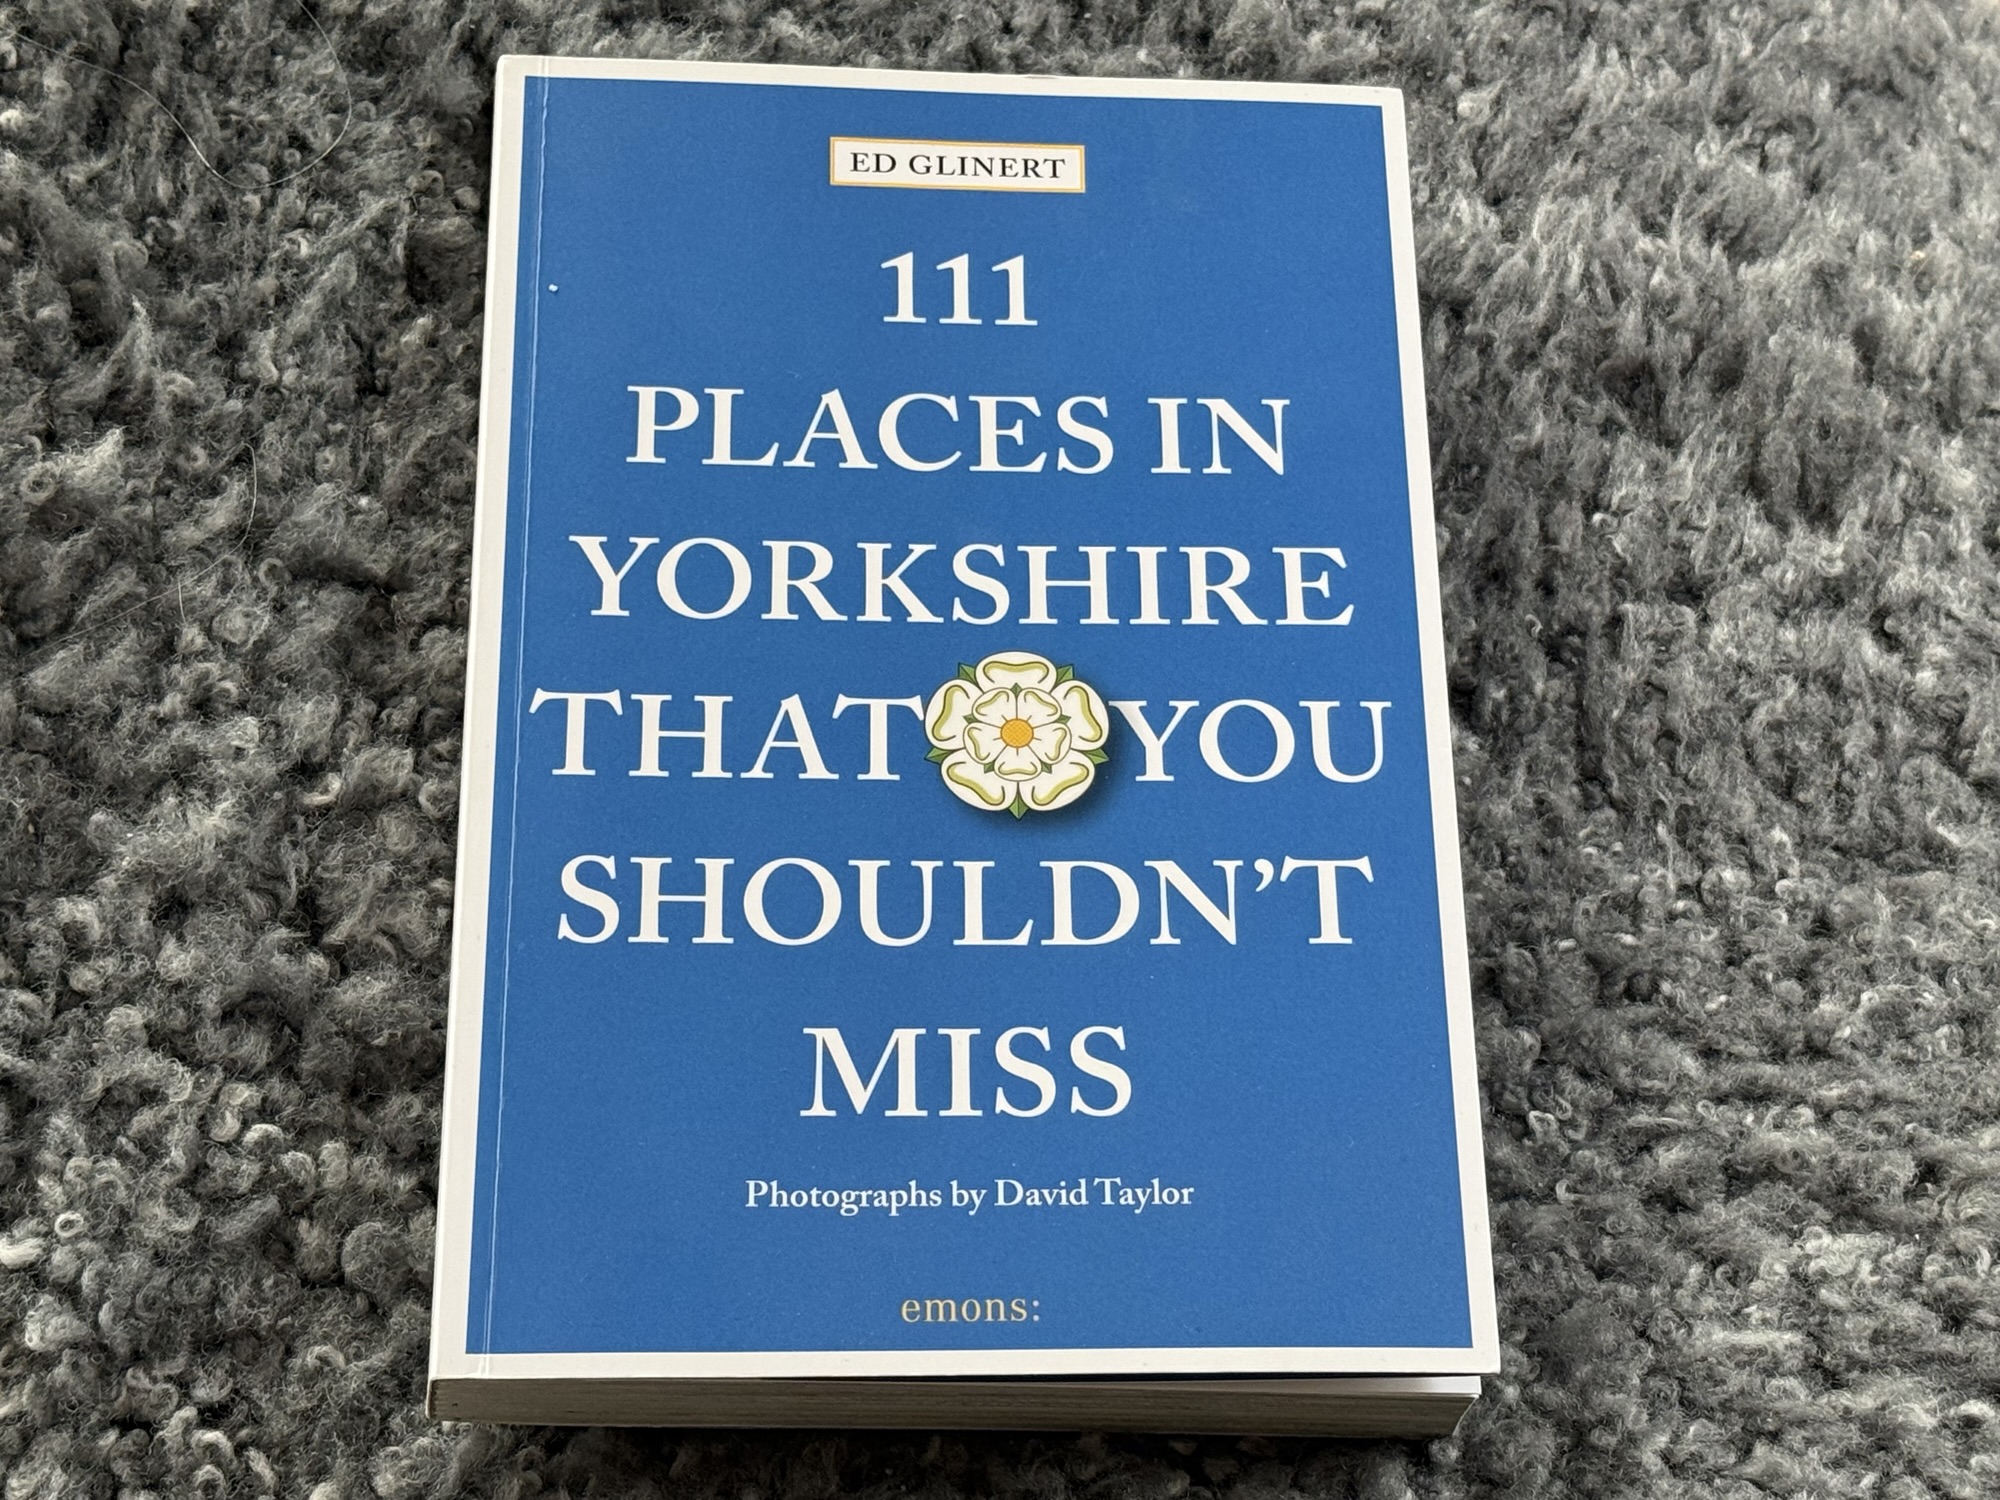 ED GLINERT
111
PLACES IN
YORKSHIRE
THAT YOU
SHOULDN'T
MISS
Photographs by David Taylor
emons: